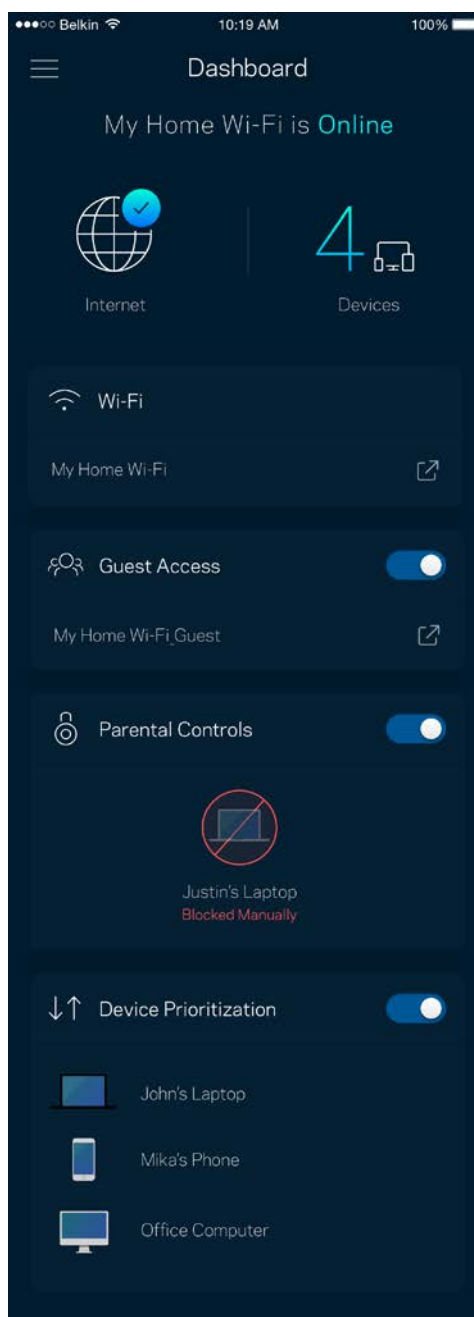 Belkin 10:19 AM 100%
Dashboard
My Home Wi-Fi is Online
4
Internet Devices
Wi-Fi
My Home Wi-Fi
Guest Access
My Home Wi-Fi_Guest
Parental Controls
Justin's Laptop
Blocked Manually
Device Prioritization
John's Laptop
Mika's Phone
Office Computer